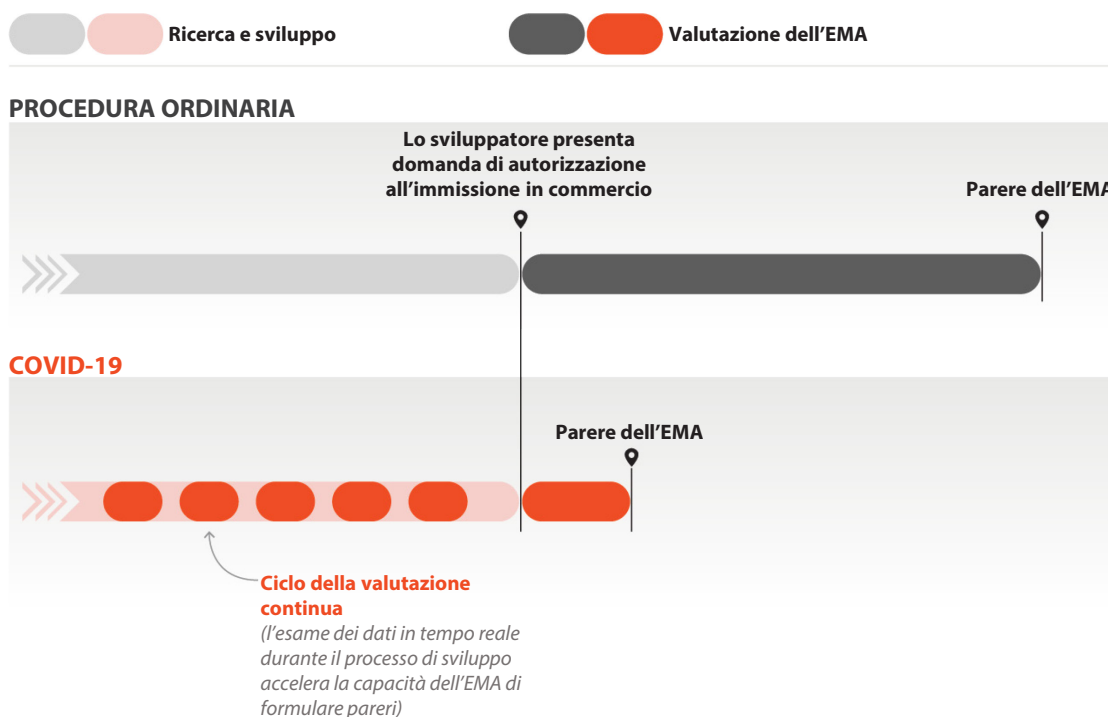 Ricerca e sviluppo
Valutazione dell'EMA
PROCEDURA ORDINARIA
Lo sviluppatore presenta
domanda di autorizzazione
all'immissione in commercio
Parere dell'EMA
COVID-19
Parere dell'EMA
Ciclo della valutazione
continua
(l'esame dei dati in tempo reale
durante il processo di sviluppo
accelera la capacità dell'EMA di
formulare pareri)